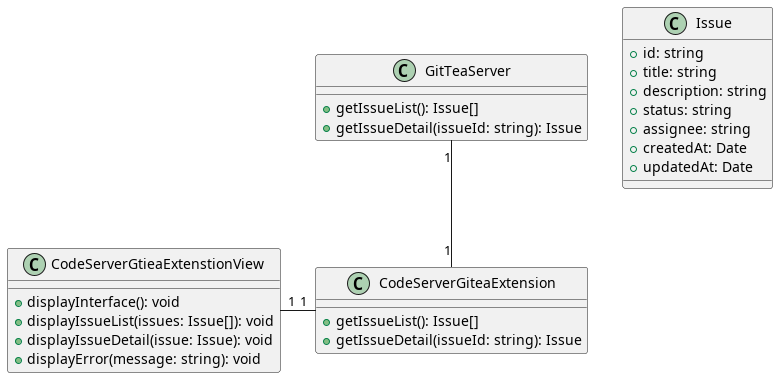 C Issue
id: string
title: string
description: string
status: string
assignee: string
createdAt: Date
updatedAt: Date
C GitTeaServer
getIssueList(): Issue[]
getIssueDetail(issueId: string): Issue
1
1
C CodeServerGtieaExtenstionView
displayInterface(): void
displayIssueList(issues: Issue[]): void
displayIssueDetail(issue: Issue): void
displayError(message: string): void
1 1
C CodeServerGiteaExtension
getIssueList(): Issue[]
getIssueDetail(issueId: string): Issue